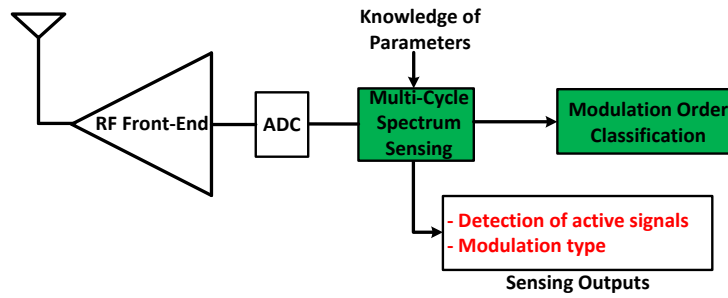 Knowledge of
Parameters
RF Front-End
ADC
Multi-Cycle
Spectrum
Sensing
Modulation Order
Classification
- Detection of active signals
- Modulation type
Sensing Outputs